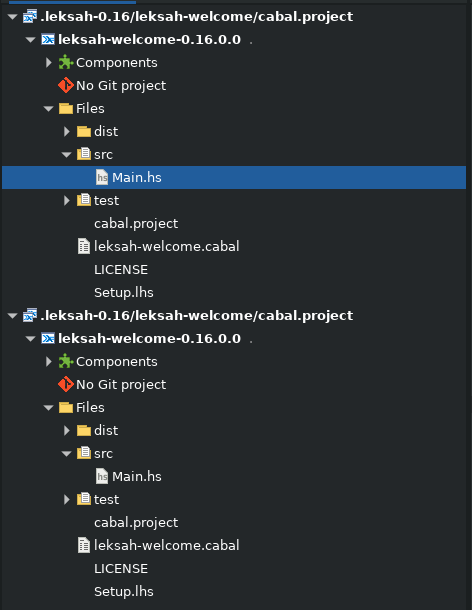 .leksah-0.16/leksah-welcome/cabal.project
leksah-welcome-0.16.0.0 .
Components
No Git project
Files
dist
src
hs Main.hs
test
cabal.project
leksah-welcome.cabal
LICENSE
Setup.lhs
.leksah-0.16/leksah-welcome/cabal.project
leksah-welcome-0.16.0.0 .
Components
No Git project
Files
dist
src
hs Main.hs
test
cabal.project
leksah-welcome.cabal
LICENSE
Setup.lhs